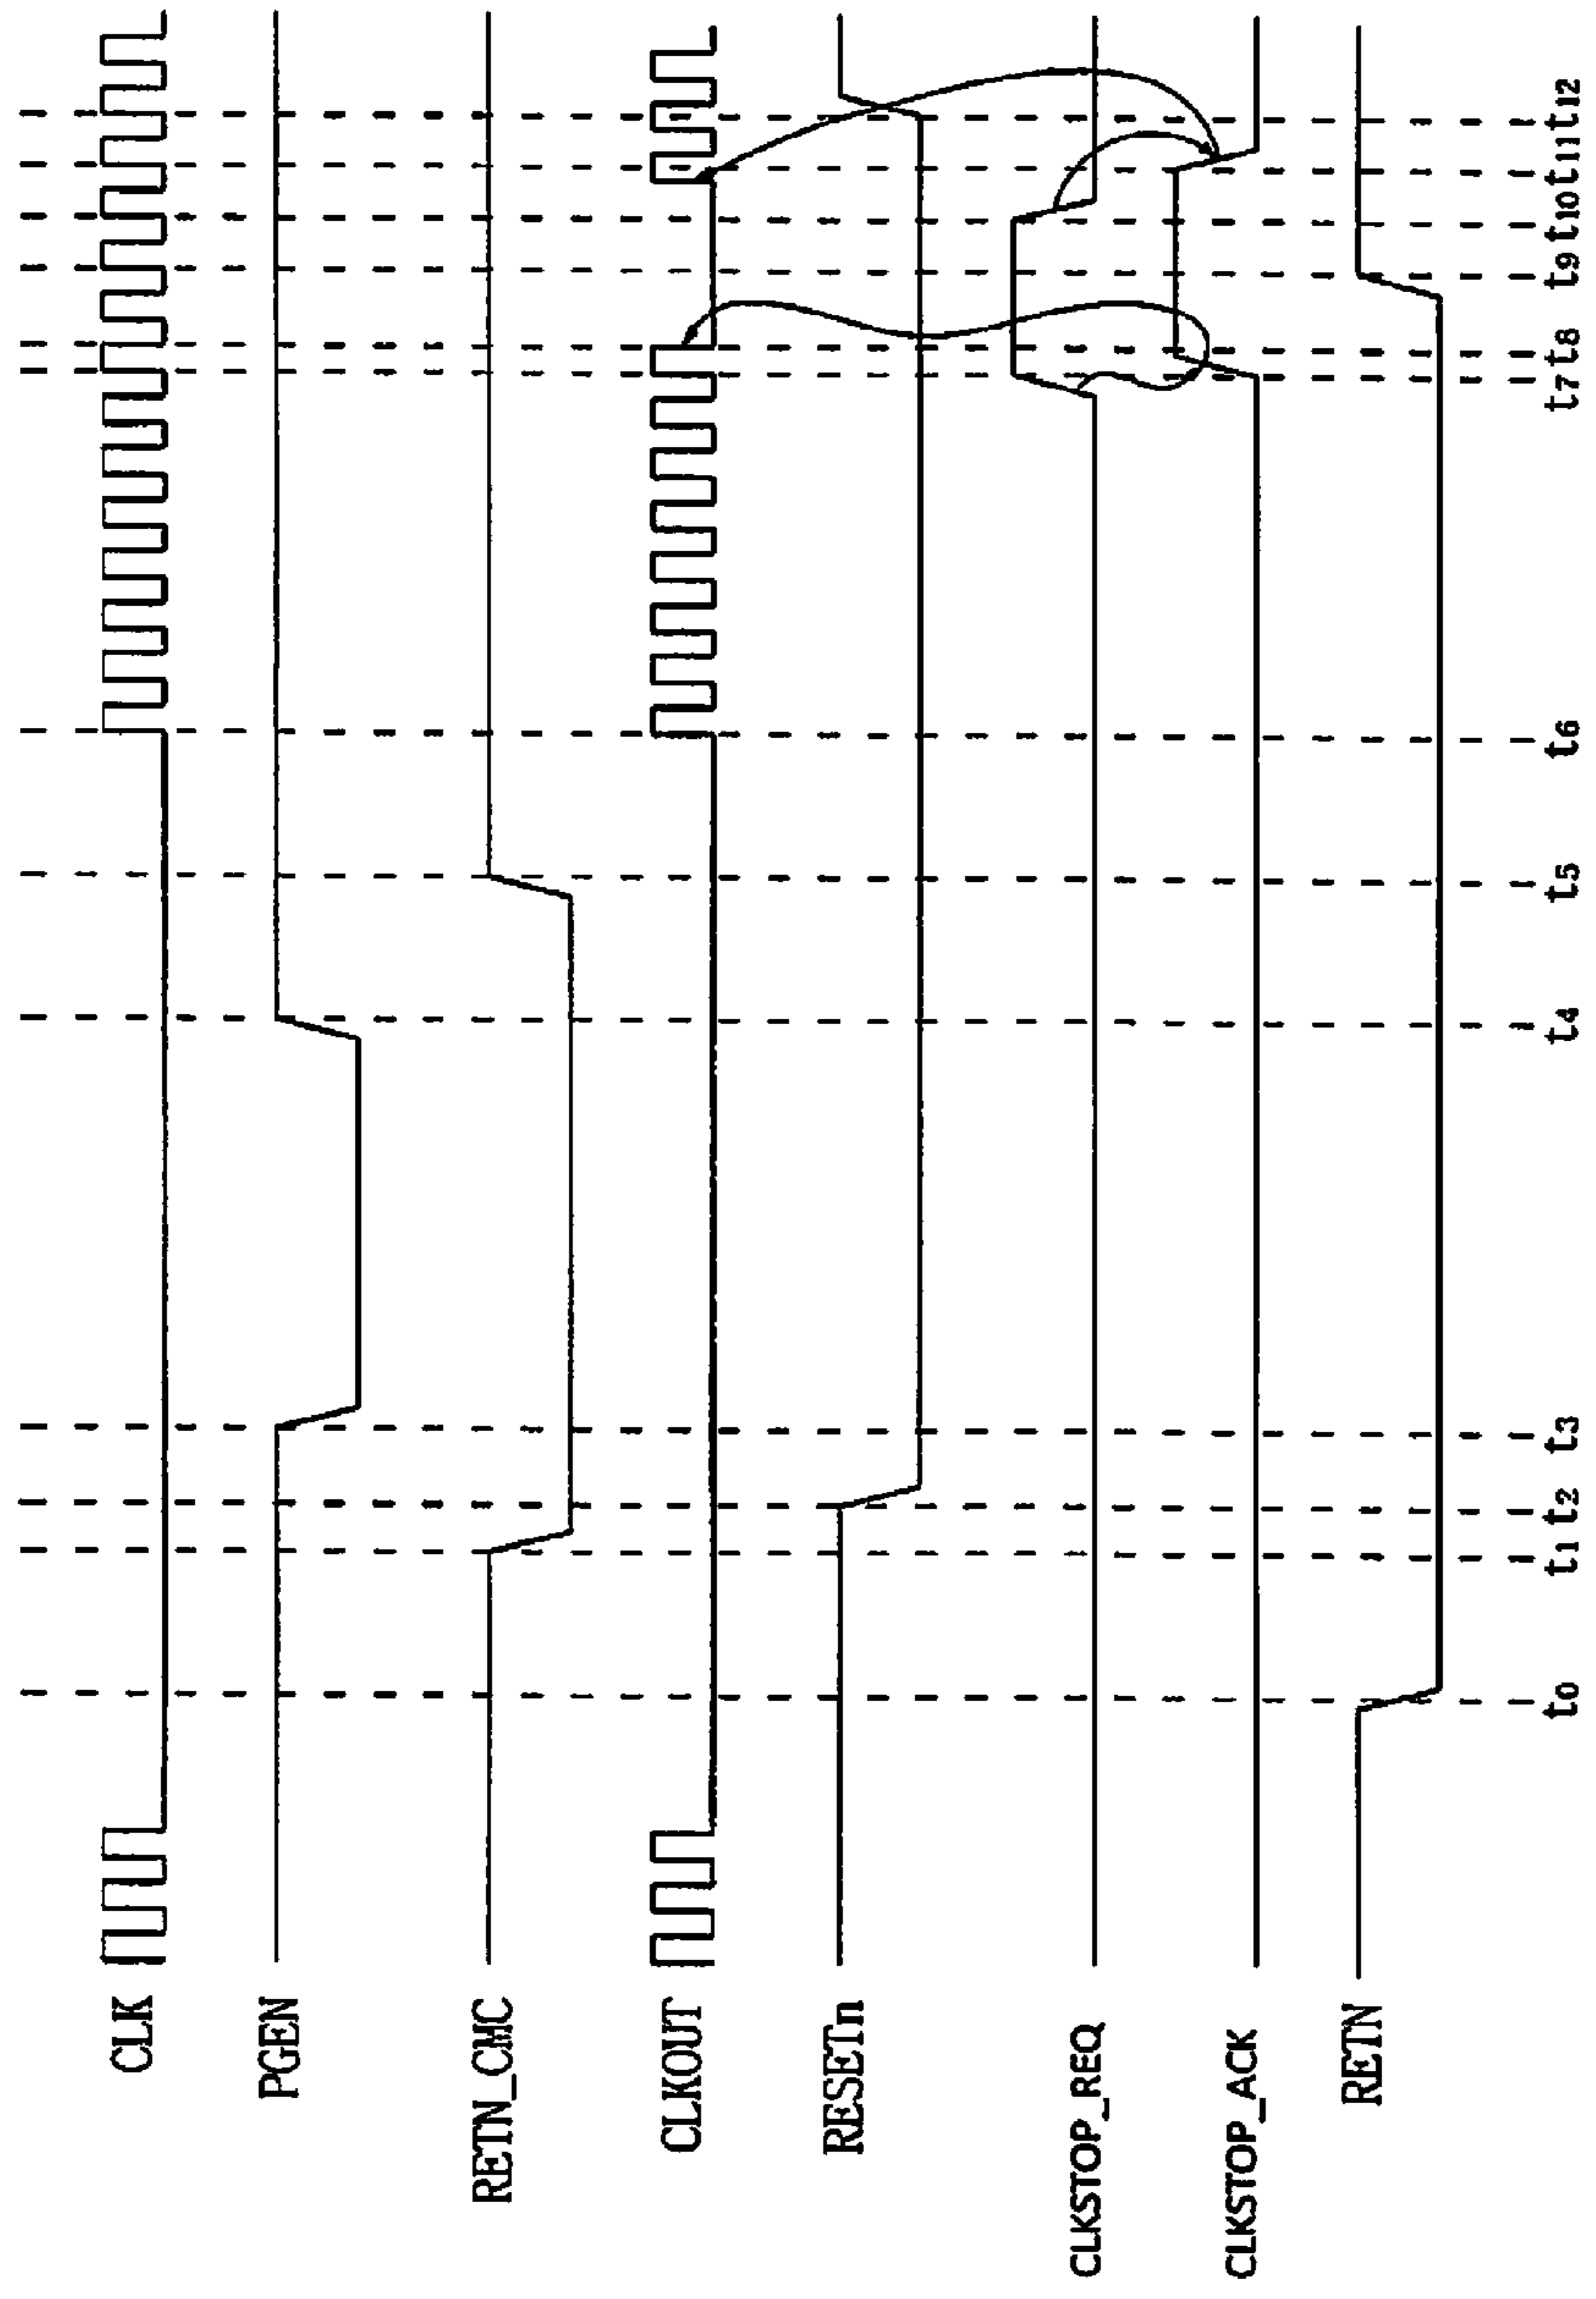 CLK
PGEN
RETN_CMC
CLKOUT
RESETn
CLKSTOP_REQ
CLKSTOP_ACK
RETN
t0 t1 t2 t3 t4 t5 t6 t7 t8 t9 t10 t11 t12